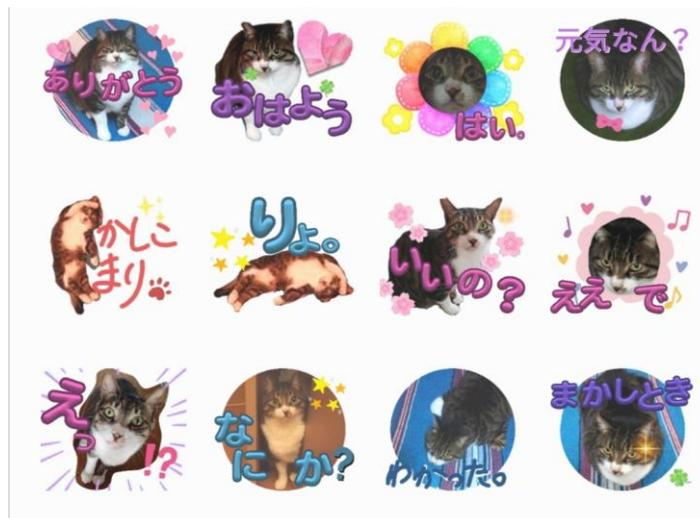 ありがとう
おはよう
はい。
元気なん？
かしこ
まり
りょ。
いいの？
ええで
えっ
!?
なに か?
わかった。
まかしとき